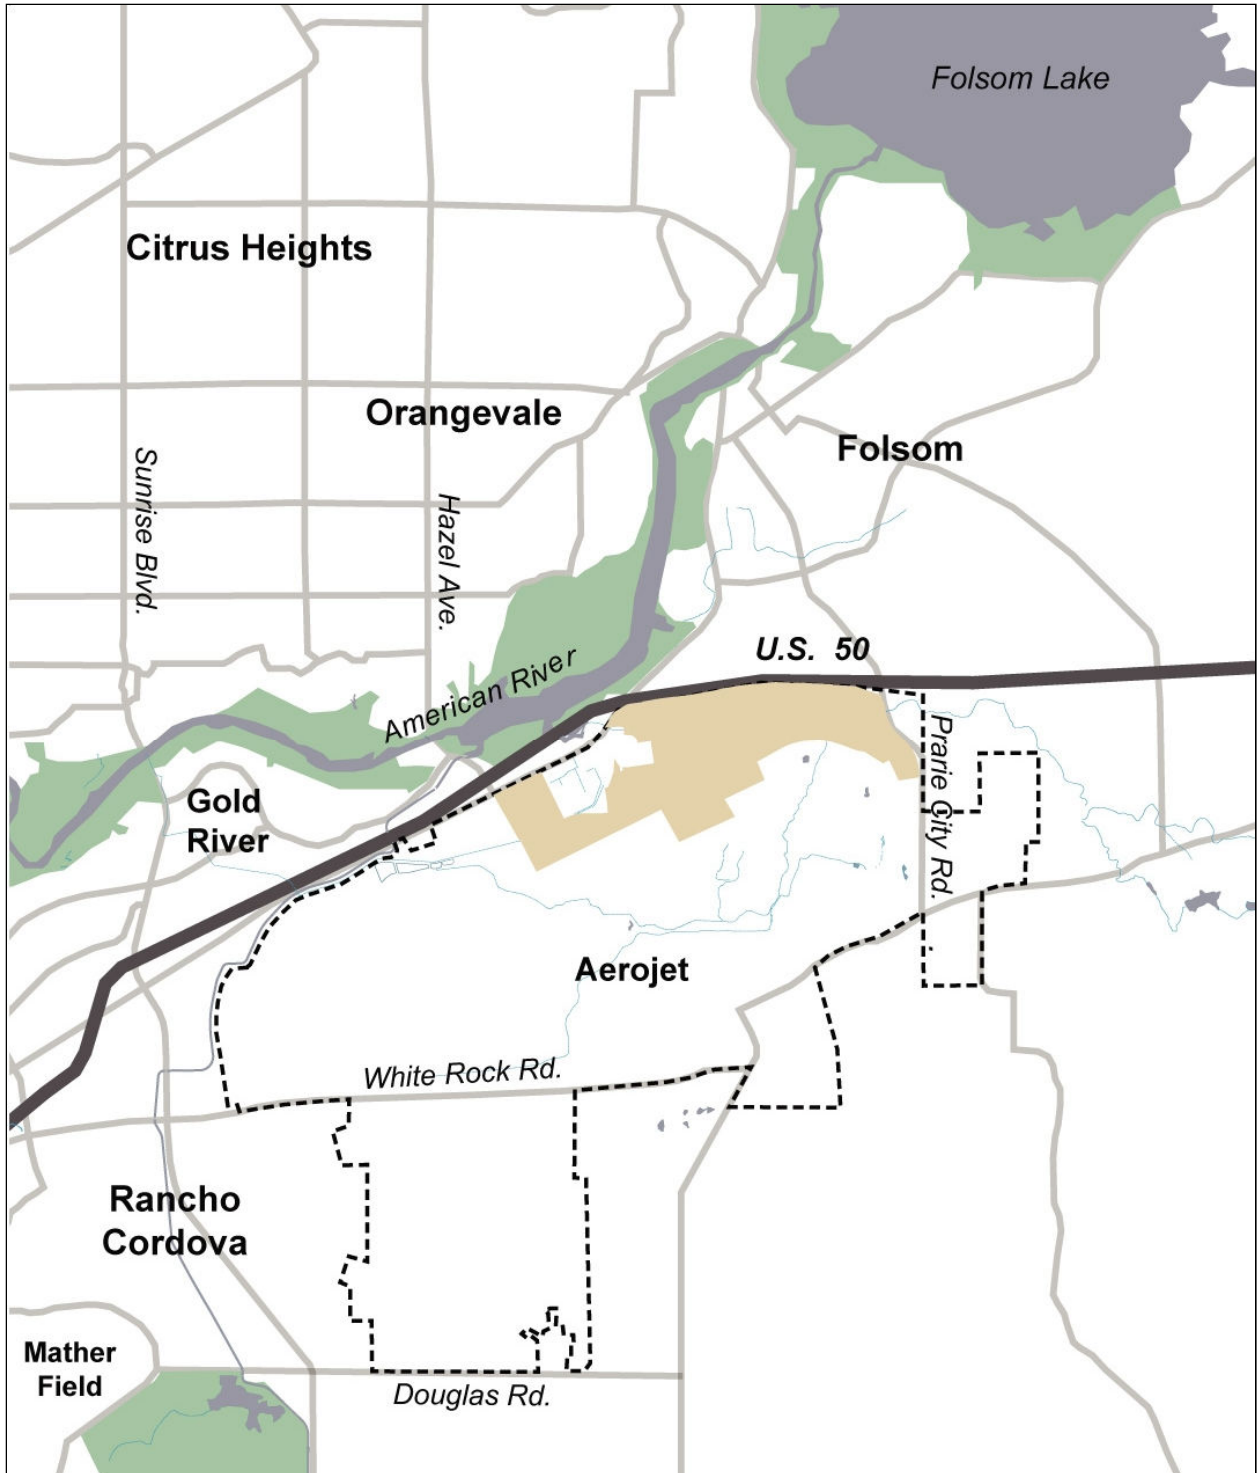 Folsom Lake
Citrus Heights
Orangevale
Folsom
Sunrise Blvd.
Hazel Ave.
U.S. 50
American River
Prarie City Rd.
Gold
River
Aerojet
White Rock Rd.
Rancho
Cordova
Mather
Field
Douglas Rd.